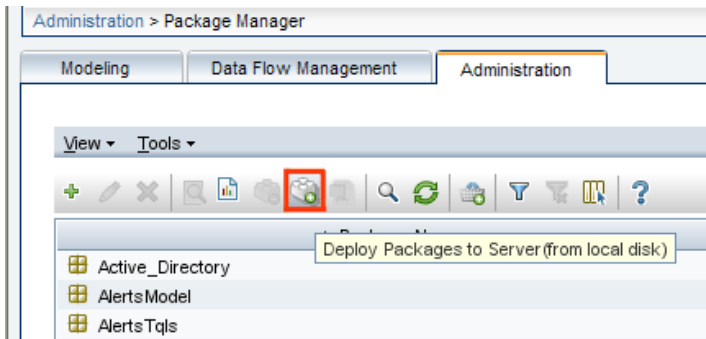 Administration > Package Manager
Modeling Data Flow Management Administration
View Tools
Deploy Packages to Server(from local disk)
Active_Directory
AlertsModel
AlertsTqls